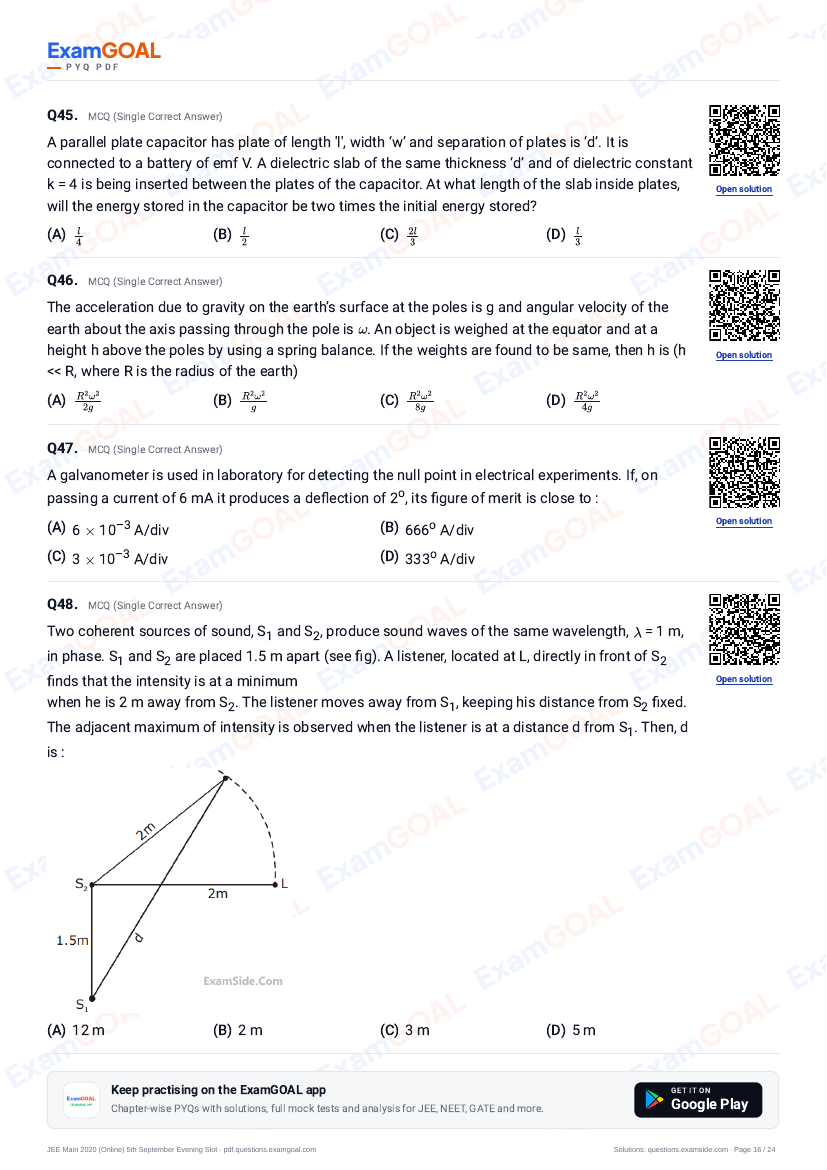 ExamGOAL
PYQ PDF
Q45. MCQ (Single Correct Answer)
A parallel plate capacitor has plate of length 'l', width ‘w’ and separation of plates is ‘d’. It is
connected to a battery of emf V. A dielectric slab of the same thickness ‘d’ and of dielectric constant
k = 4 is being inserted between the plates of the capacitor. At what length of the slab inside plates,
will the energy stored in the capacitor be two times the initial energy stored?
Open solution
(A) l/4 (B) l/2 (C) 2l/3 (D) l/3
Q46. MCQ (Single Correct Answer)
The acceleration due to gravity on the earth’s surface at the poles is g and angular velocity of the
earth about the axis passing through the pole is ω. An object is weighed at the equator and at a
height h above the poles by using a spring balance. If the weights are found to be same, then h is (h
<< R, where R is the radius of the earth)
Open solution
(A) R²ω²/2g (B) R²ω²/g (C) R²ω²/8g (D) R²ω²/4g
Q47. MCQ (Single Correct Answer)
A galvanometer is used in laboratory for detecting the null point in electrical experiments. If, on
passing a current of 6 mA it produces a deflection of 2º, its figure of merit is close to :
Open solution
(A) 6 × 10⁻³ A/div (B) 666º A/div
(C) 3 × 10⁻³ A/div (D) 333º A/div
Q48. MCQ (Single Correct Answer)
Two coherent sources of sound, S₁ and S₂, produce sound waves of the same wavelength, λ = 1 m,
in phase. S₁ and S₂ are placed 1.5 m apart (see fig). A listener, located at L, directly in front of S₂
finds that the intensity is at a minimum
when he is 2 m away from S₂. The listener moves away from S₁, keeping his distance from S₂ fixed.
The adjacent maximum of intensity is observed when the listener is at a distance d from S₁. Then, d
is :
Open solution
2m
S₂
L
2m
1.5m
d
ExamSide.Com
S₁
(A) 12 m (B) 2 m (C) 3 m (D) 5 m
ExamGOAL
Keep practising on the ExamGOAL app
Chapter-wise PYQs with solutions, full mock tests and analysis for JEE, NEET, GATE and more.
GET IT ON
Google Play
JEE Main 2020 (Online) 5th September Evening Slot · pdf.questions.examgoal.com
Solutions: questions.examside.com · Page 16 / 24